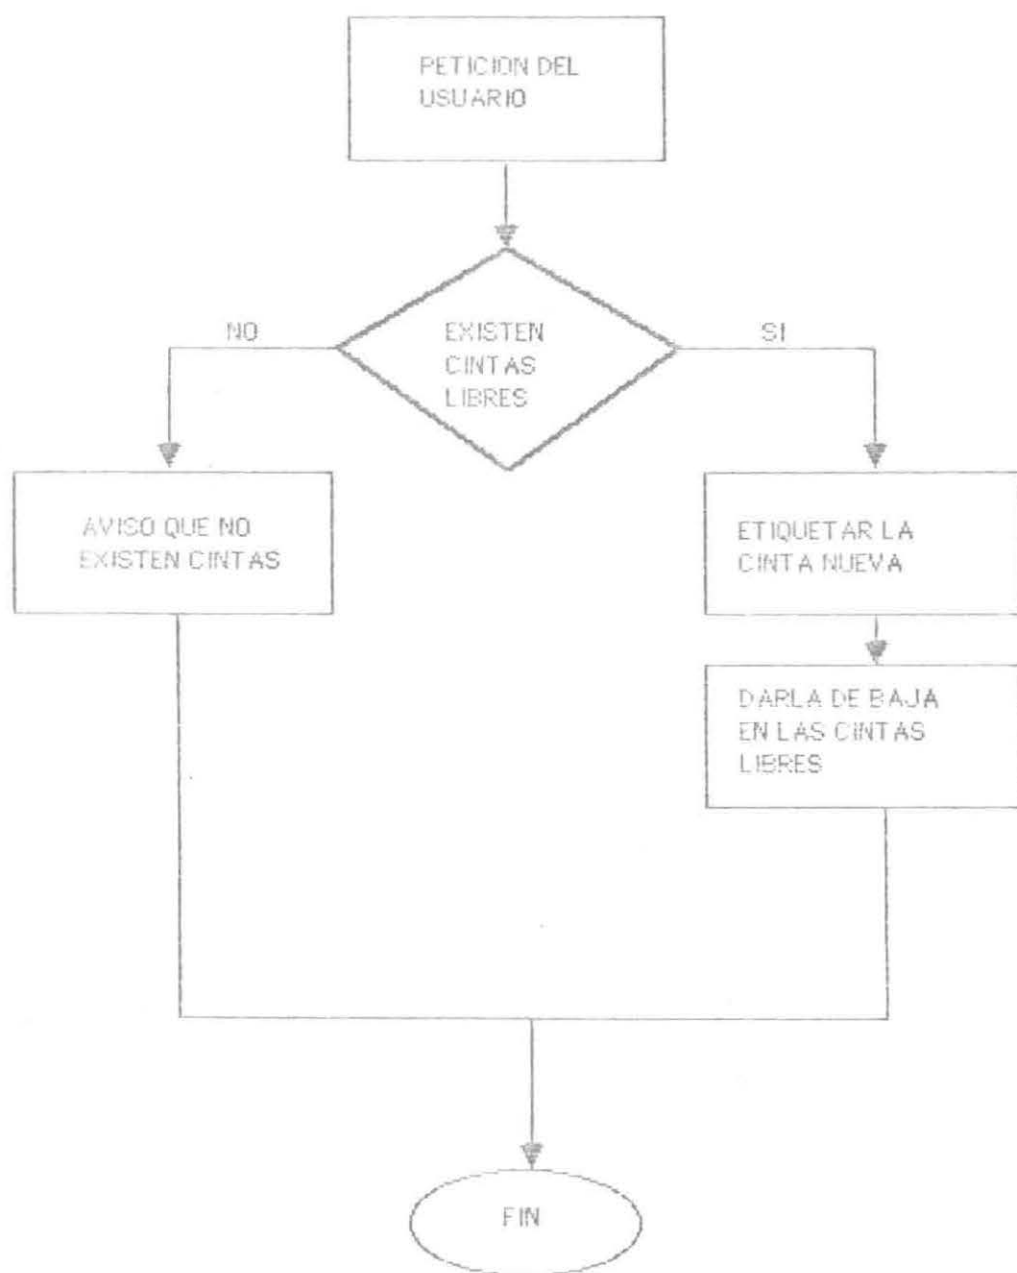 PETICION DEL
USUARIO
NO
EXISTEN
CINTAS
LIBRES
SI
AVISO QUE NO
EXISTEN CINTAS
ETIQUETAR LA
CINTA NUEVA
DARLA DE BAJA
EN LAS CINTAS
LIBRES
FIN